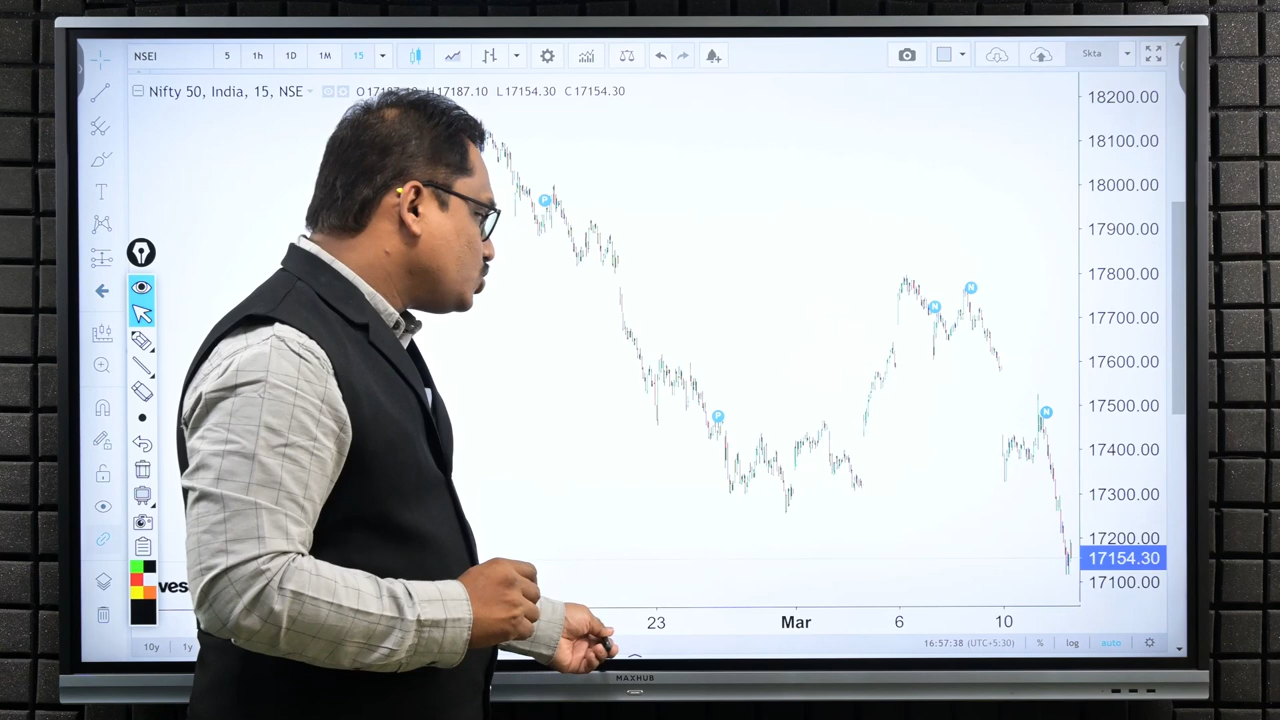 NSEI 5 1h 1D 1M 15 Skta
Nifty 50, India, 15, NSE H17187.10 L17154.30 C17154.30
18200.00
18100.00
18000.00
P
17900.00
17800.00
N
N
17700.00
17600.00
17500.00
N
P
17400.00
17300.00
17200.00
17154.30
17100.00
T
ves
23 Mar 6 10
10y 1y 16:57:38 (UTC+5:30) % log auto
MAXHUB